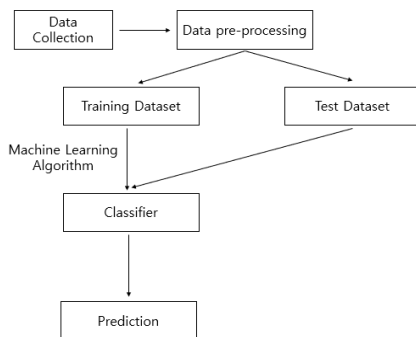 Data
Collection
Data pre-processing
Training Dataset
Test Dataset
Machine Learning
Algorithm
Classifier
Prediction